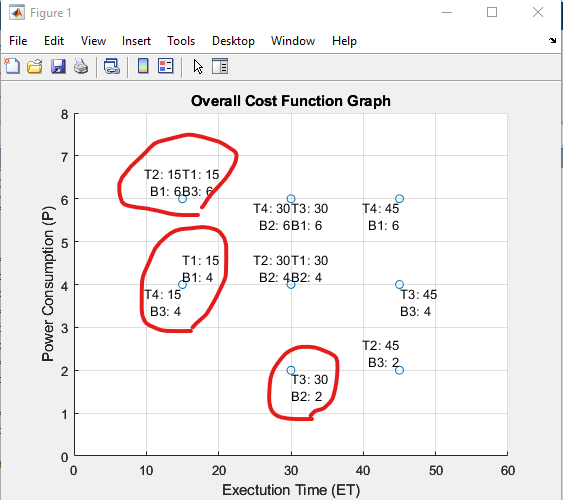 Figure 1
File Edit View Insert Tools Desktop Window Help
Overall Cost Function Graph
8
7
6
5
4
3
2
1
0
Power Consumption (P)
T2: 15T1: 15
B1: 6B3: 6
T4: 30T3: 30
B2: 6B1: 6
T4: 45
B1: 6
T1: 15
B1: 4
T4: 15
B3: 4
T2: 30T1: 30
B2: 4B2: 4
T3: 45
B3: 4
T2: 45
B3: 2
T3: 30
B2: 2
0 10 20 30 40 50 60
Exectution Time (ET)